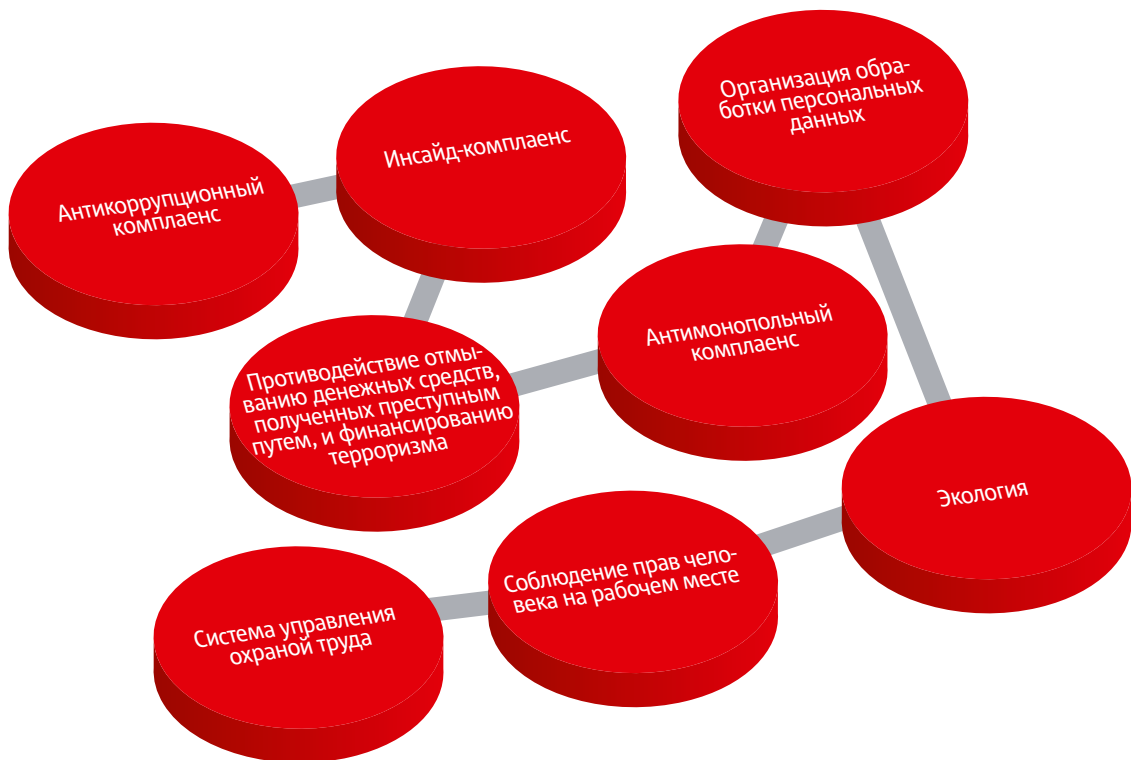 Антикоррупционный
комплаенс
Инсайд-комплаенс
Организация обра-
ботки персональных
данных
Противодействие отмы-
ванию денежных средств,
полученных преступным
путем, и финансированию
терроризма
Антимонопольный
комплаенс
Экология
Соблюдение прав чело-
века на рабочем месте
Система управления
охраной труда